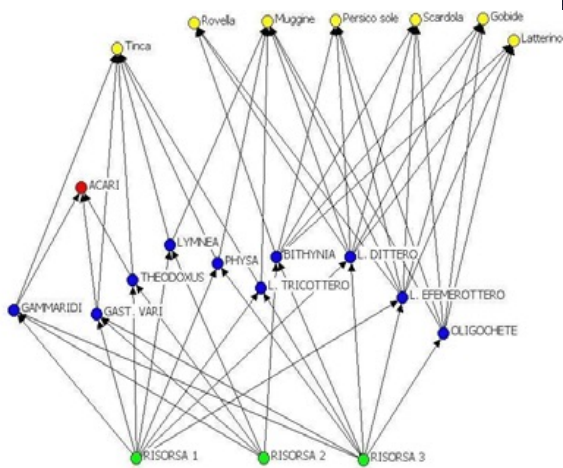 Rovella
Muggine
Persico sole
Scardola
Gobide
Latterino
Tinca
ACARI
LYMNEA
PHYSA
BITHYNIA
L. DITTERO
THEODOXUS
L. TRICOTTERO
L. EFEMEROTTERO
GAMMARIDI
GAST. VARI
OLIGOCHETE
RISORSA 1
RISORSA 2
RISORSA 3